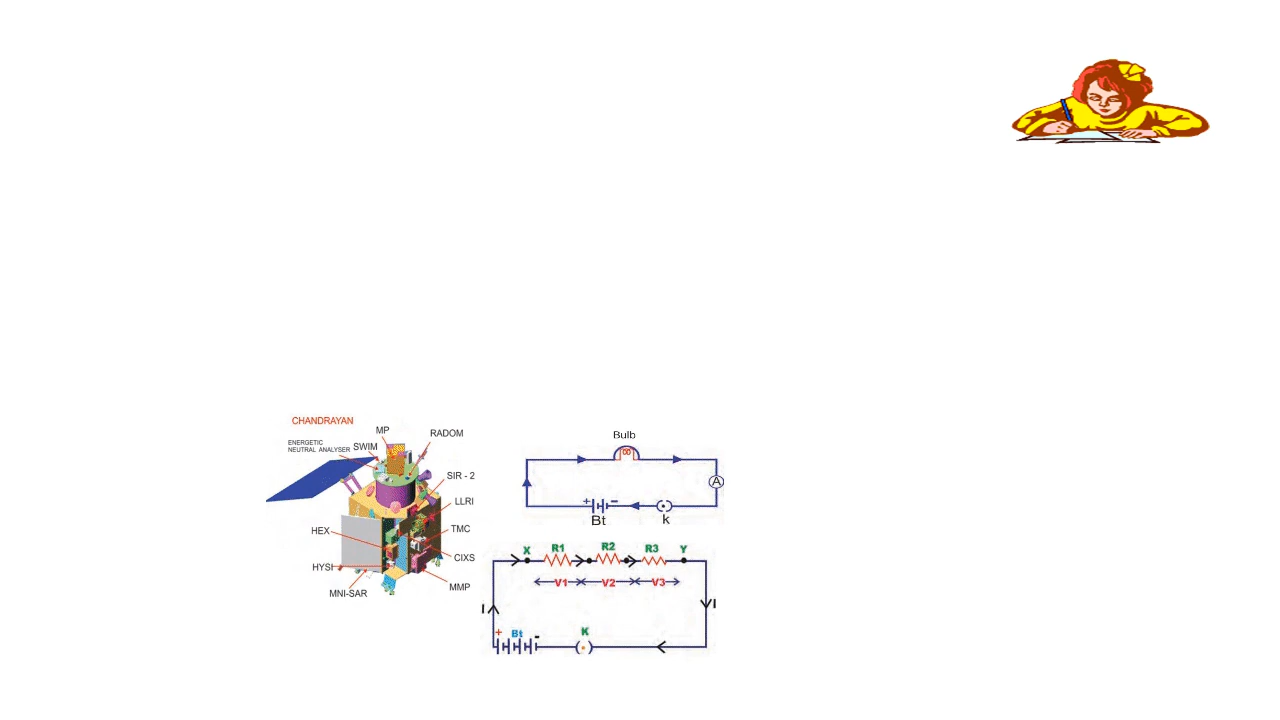 CHANDRAYAN
MP
RADOM
ENERGETIC
NEUTRAL ANALYSER
SWIM
SIR - 2
LLRI
HEX
TMC
CIXS
HYSI
MMP
MNI-SAR
Bulb
A
+ -
Bt
k
X R1 R2 R3 Y
V1 V2 V3
I I
+ Bt - K